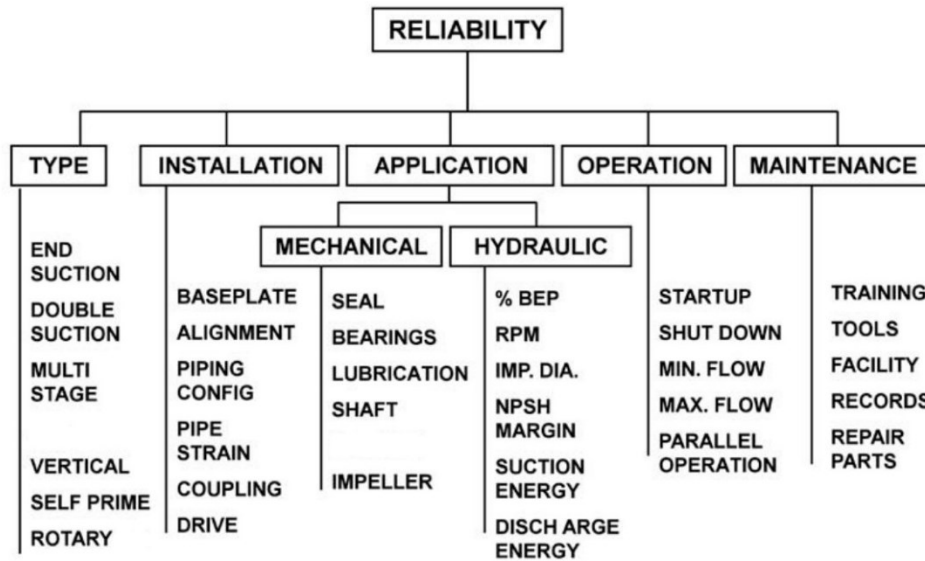 RELIABILITY
TYPE
INSTALLATION
APPLICATION
OPERATION
MAINTENANCE
MECHANICAL
HYDRAULIC
END
SUCTION
DOUBLE
SUCTION
MULTI
STAGE
VERTICAL
SELF PRIME
ROTARY
BASEPLATE
ALIGNMENT
PIPING
CONFIG
PIPE
STRAIN
COUPLING
DRIVE
SEAL
BEARINGS
LUBRICATION
SHAFT
IMPELLER
% BEP
RPM
IMP. DIA.
NPSH
MARGIN
SUCTION
ENERGY
DISCH ARGE
ENERGY
STARTUP
SHUT DOWN
MIN. FLOW
MAX. FLOW
PARALLEL
OPERATION
TRAINING
TOOLS
FACILITY
RECORDS
REPAIR
PARTS